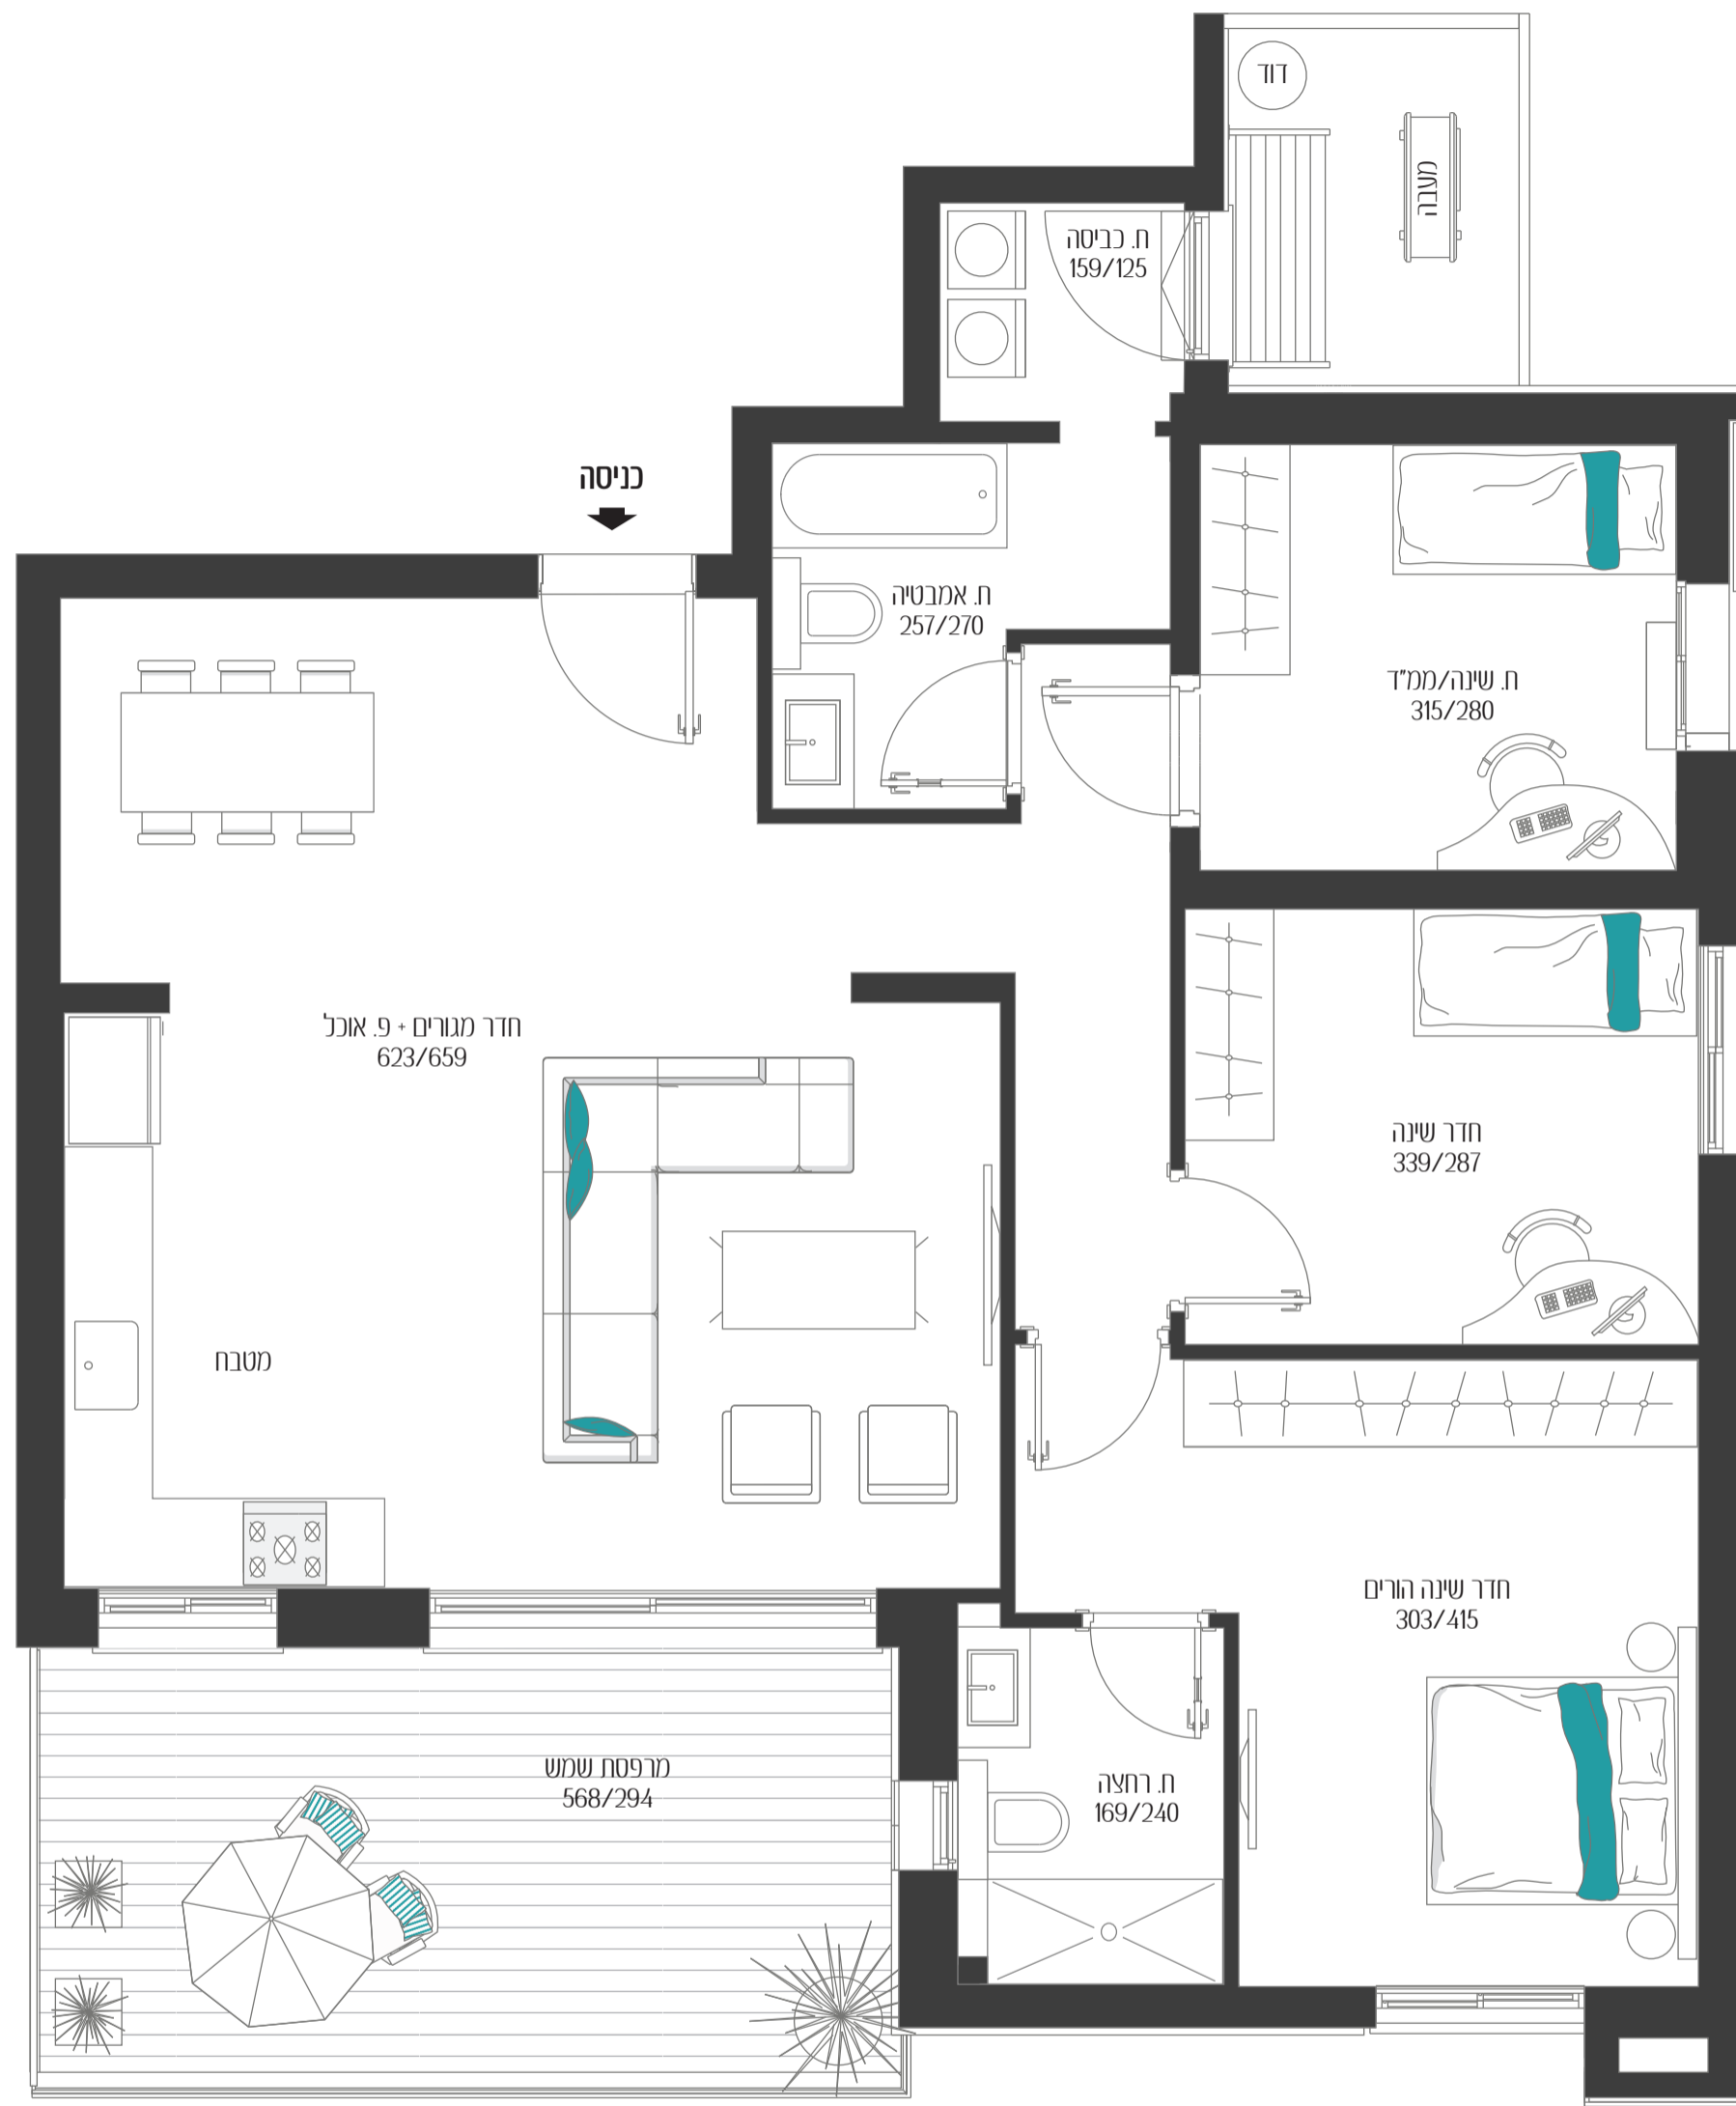 דוד
מעבה
ח. כביסה
159/125
כניסה
ח. אמבטיה
257/270
ח. שינה/ממ"ד
315/280
חדר מגורים + פ. אוכל
623/659
חדר שינה
339/287
מטבח
חדר שינה הורים
303/415
מרפסת שמש
568/294
ח. רחצה
169/240